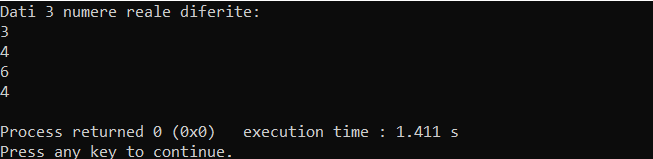 Dati 3 numere reale diferite:
3
4
6
4
Process returned 0 (0x0)   execution time : 1.411 s
Press any key to continue.